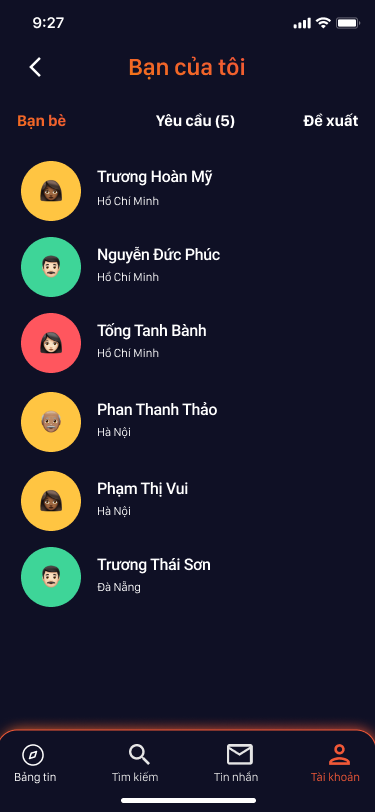 9:27
Bạn của tôi
Bạn bè Yêu cầu (5) Đề xuất
Trương Hoàn Mỹ
Hồ Chí Minh
Nguyễn Đức Phúc
Hồ Chí Minh
Tống Tanh Bành
Hồ Chí Minh
Phan Thanh Thảo
Hà Nội
Phạm Thị Vui
Hà Nội
Trương Thái Sơn
Đà Nẵng
Bảng tin Tìm kiếm Tin nhắn Tài khoản